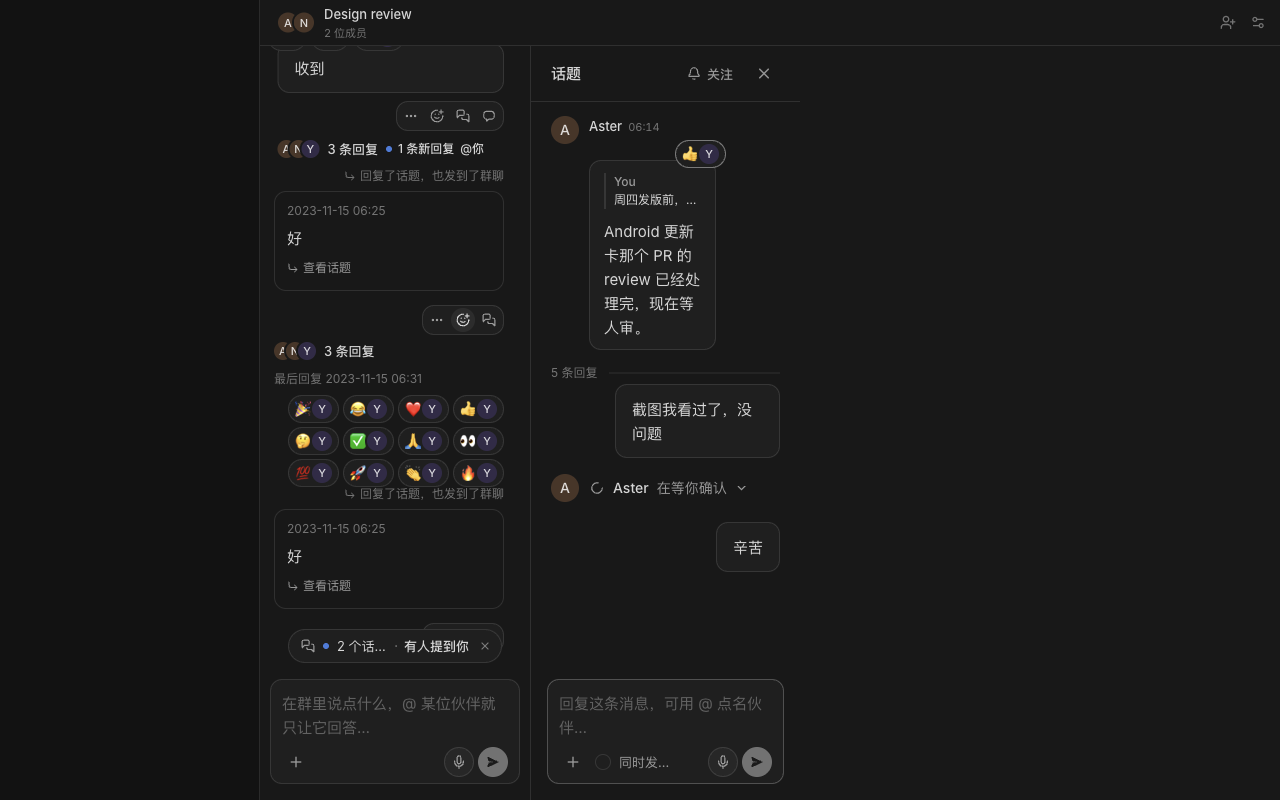 A N
Design review
2 位成员
收到
A N Y 3 条回复 1 条新回复 @你
回复了话题，也发到了群聊
2023-11-15 06:25
好
查看话题
A N Y 3 条回复
最后回复 2023-11-15 06:31
Y Y Y Y
Y Y Y Y
💯 Y Y Y Y
回复了话题，也发到了群聊
2023-11-15 06:25
好
查看话题
2 个话... · 有人提到你
在群里说点什么，@ 某位伙伴就
只让它回答...
话题
关注
A Aster 06:14
Y
You
周四发版前，...
Android 更新
卡那个 PR 的
review 已经处
理完，现在等
人审。
5 条回复
截图我看过了，没
问题
A Aster 在等你确认
辛苦
回复这条消息，可用 @ 点名伙
伴...
同时发...